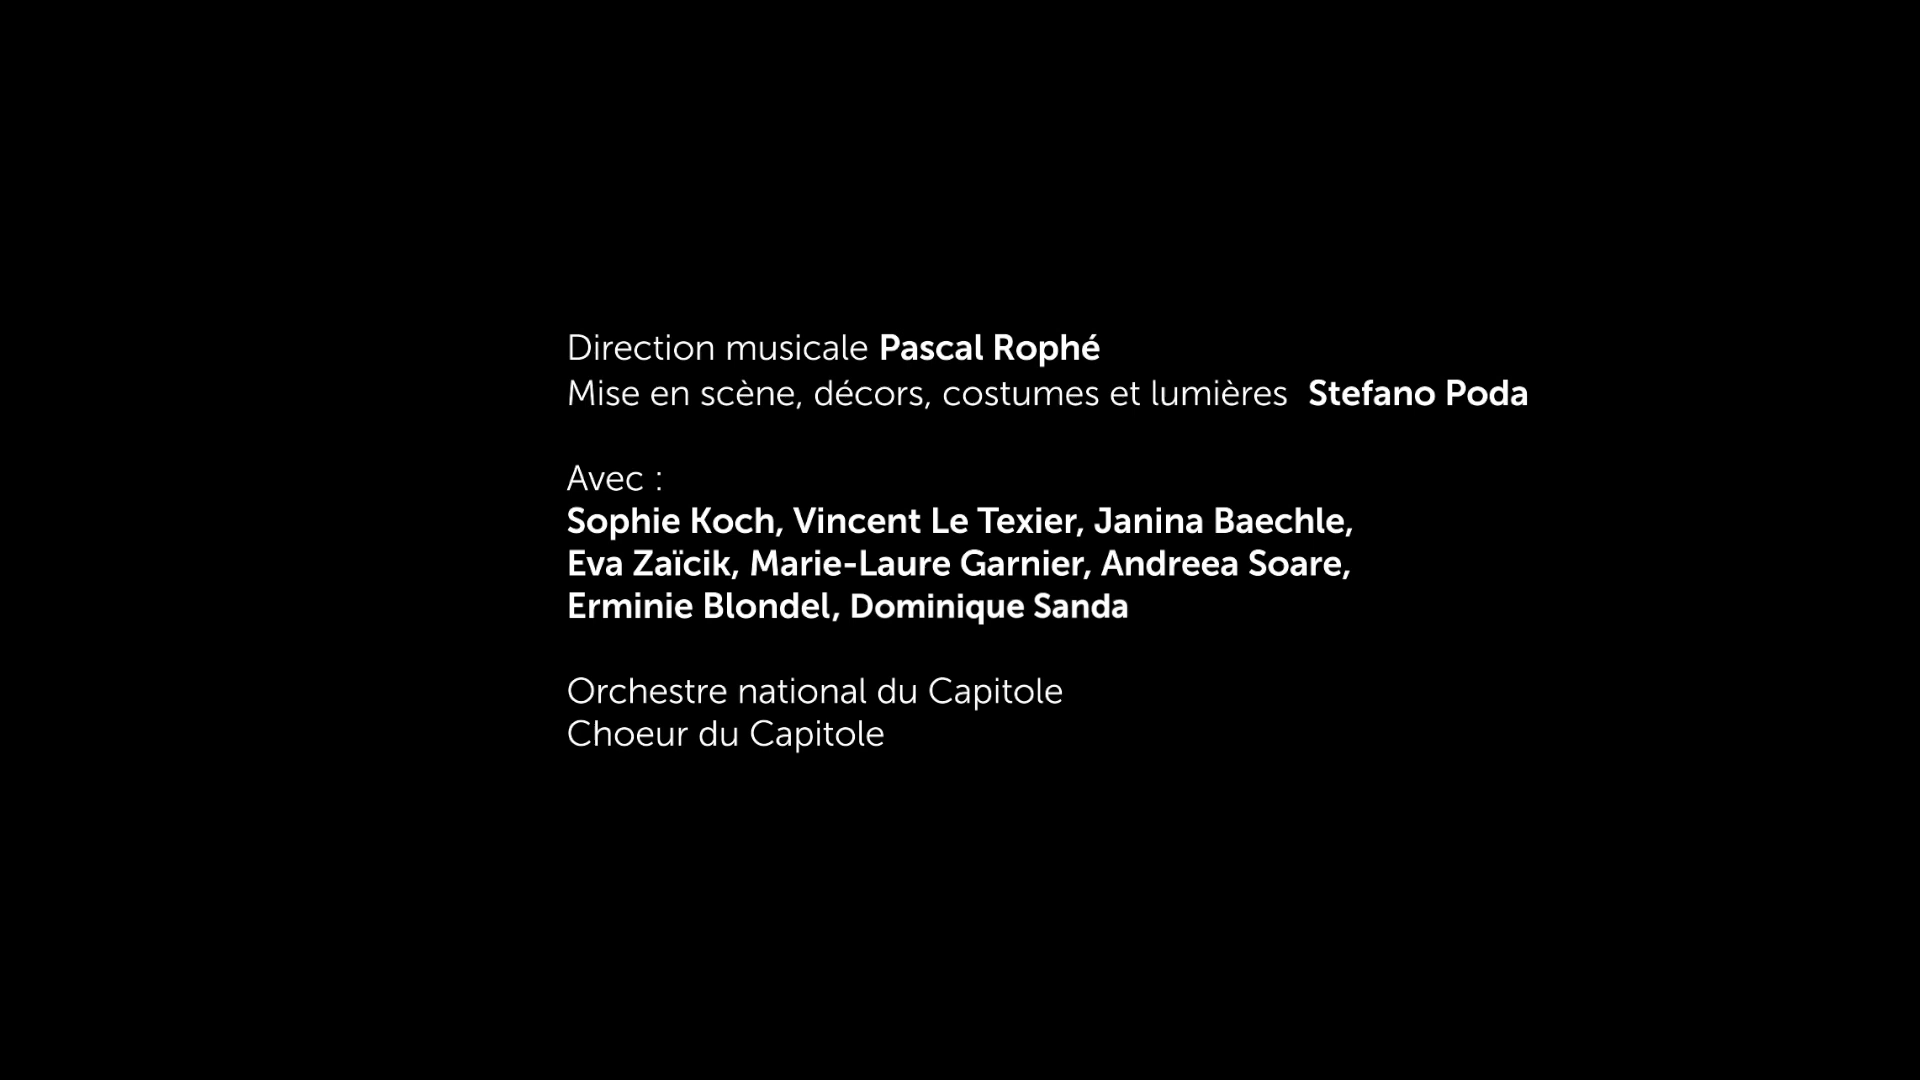 Direction musicale Pascal Rophé
Mise en scène, décors, costumes et lumières Stefano Poda
Avec :
Sophie Koch, Vincent Le Texier, Janina Baechle,
Eva Zaïcik, Marie-Laure Garnier, Andreea Soare,
Erminie Blondel, Dominique Sanda
Orchestre national du Capitole
Choeur du Capitole